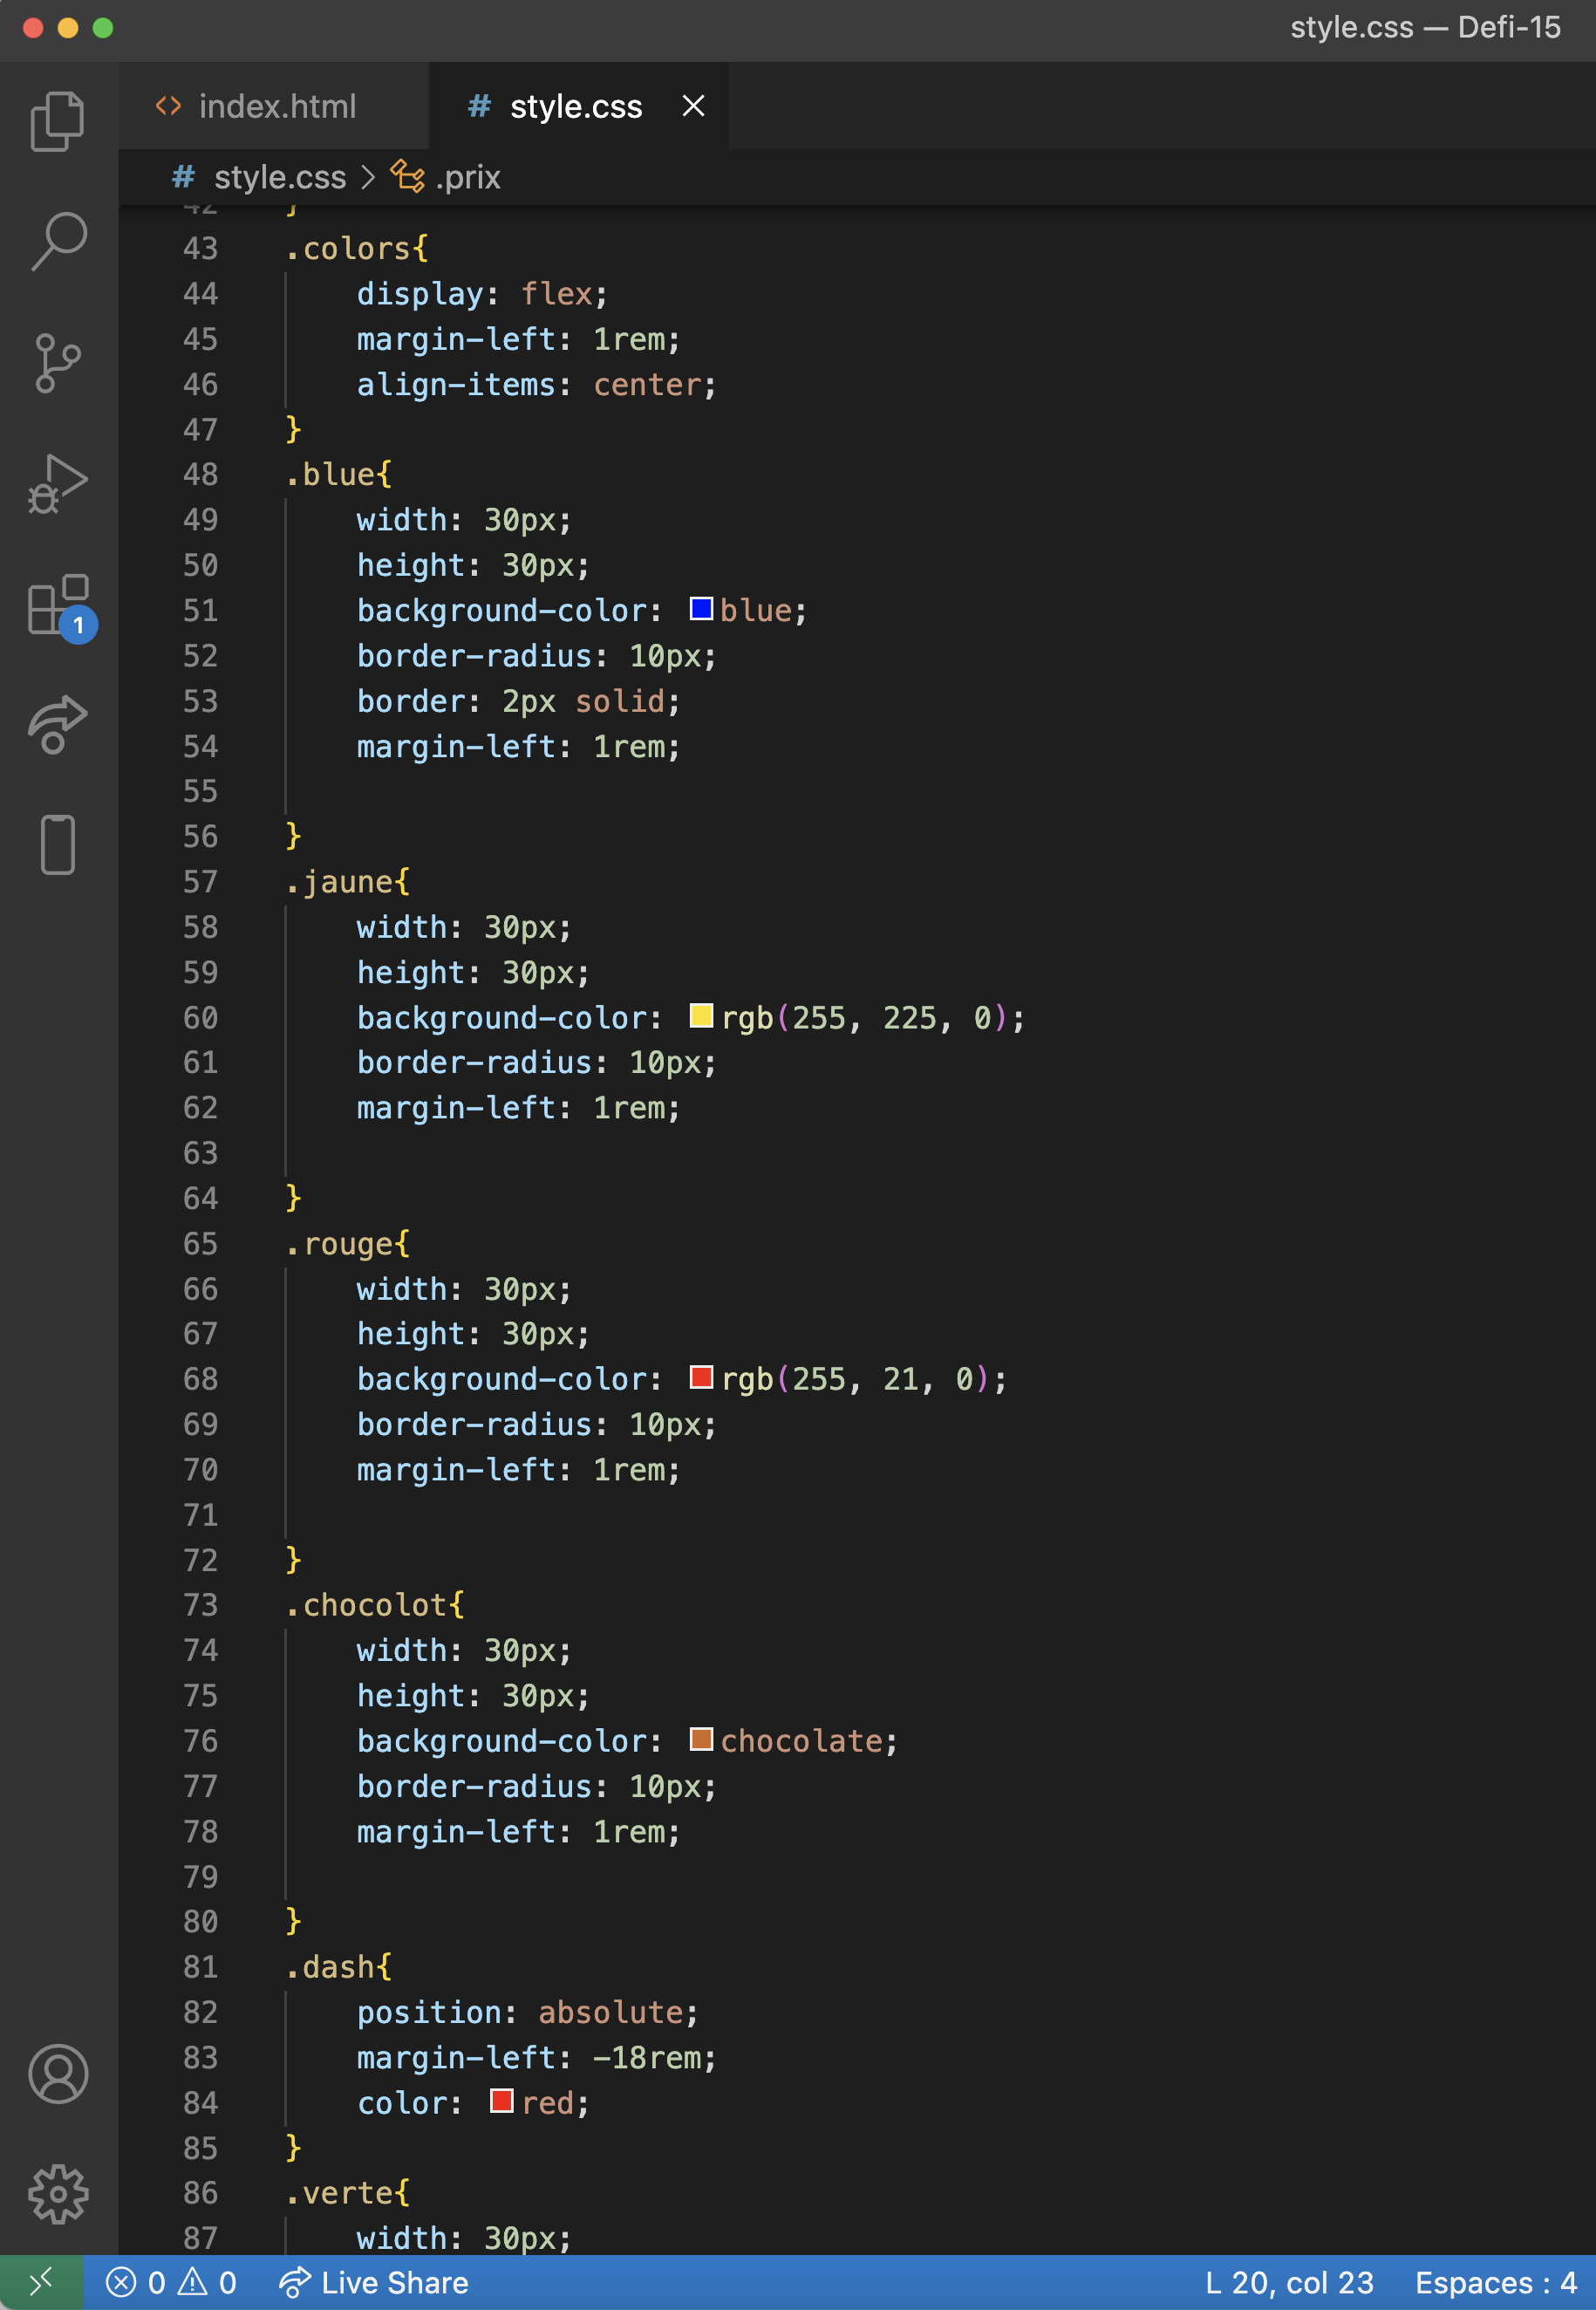 style.css — Defi-15
<> index.html # style.css ×
# style.css > .prix
42 }
43 .colors{
44 display: flex;
45 margin-left: 1rem;
46 align-items: center;
47 }
48 .blue{
49 width: 30px;
50 height: 30px;
51 background-color: blue;
52 border-radius: 10px;
53 border: 2px solid;
54 margin-left: 1rem;
55
56 }
57 .jaune{
58 width: 30px;
59 height: 30px;
60 background-color: rgb(255, 225, 0);
61 border-radius: 10px;
62 margin-left: 1rem;
63
64 }
65 .rouge{
66 width: 30px;
67 height: 30px;
68 background-color: rgb(255, 21, 0);
69 border-radius: 10px;
70 margin-left: 1rem;
71
72 }
73 .chocolot{
74 width: 30px;
75 height: 30px;
76 background-color: chocolate;
77 border-radius: 10px;
78 margin-left: 1rem;
79
80 }
81 .dash{
82 position: absolute;
83 margin-left: -18rem;
84 color: red;
85 }
86 .verte{
87 width: 30px;
1
0 0 Live Share L 20, col 23 Espaces : 4